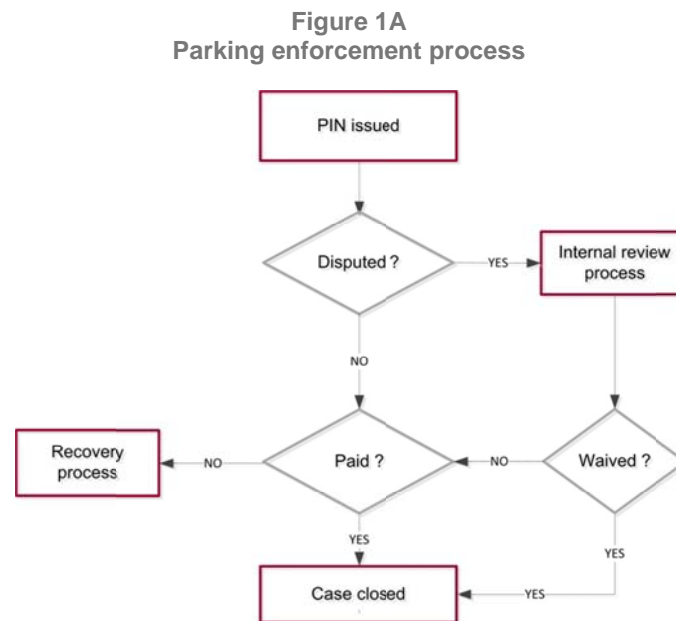 Figure 1A
Parking enforcement process
PIN issued
Disputed ?
YES
Internal review
process
NO
Recovery
process
NO
Paid ?
NO
Waived ?
YES
YES
Case closed
YES